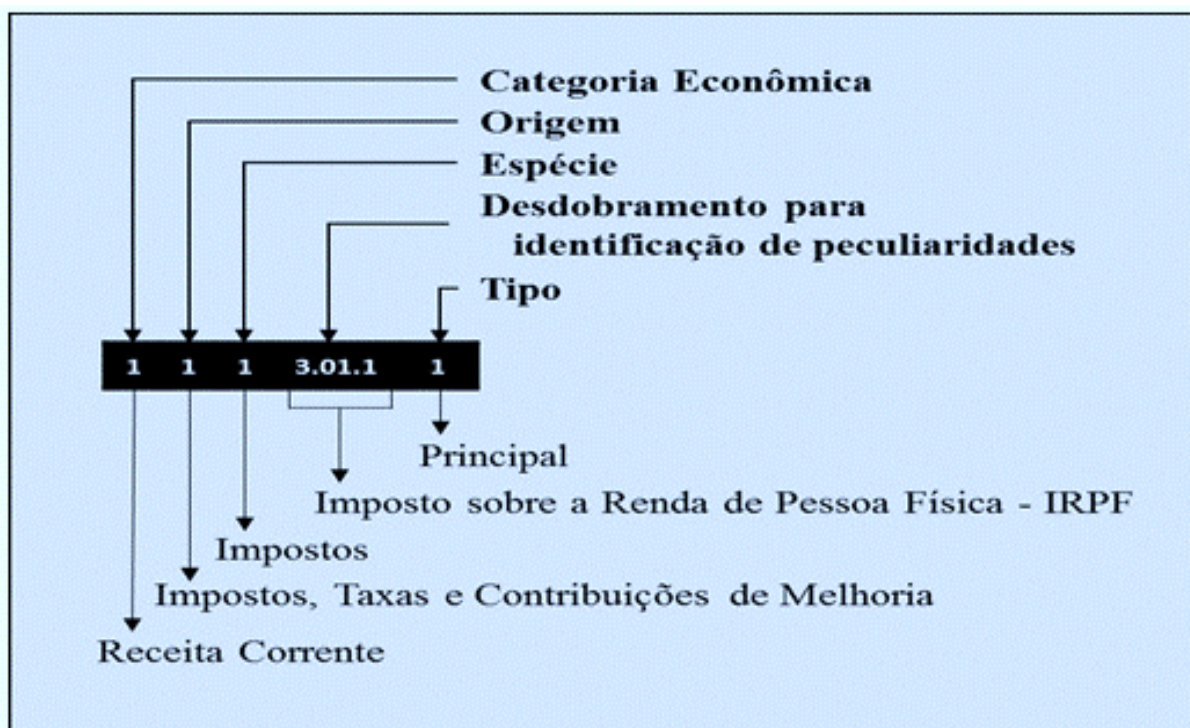 Categoria Econômica
Origem
Espécie
Desdobramento para
identificação de peculiaridades
Tipo
1 1 1 3.01.1 1
Principal
Imposto sobre a Renda de Pessoa Física - IRPF
Impostos
Impostos, Taxas e Contribuições de Melhoria
Receita Corrente